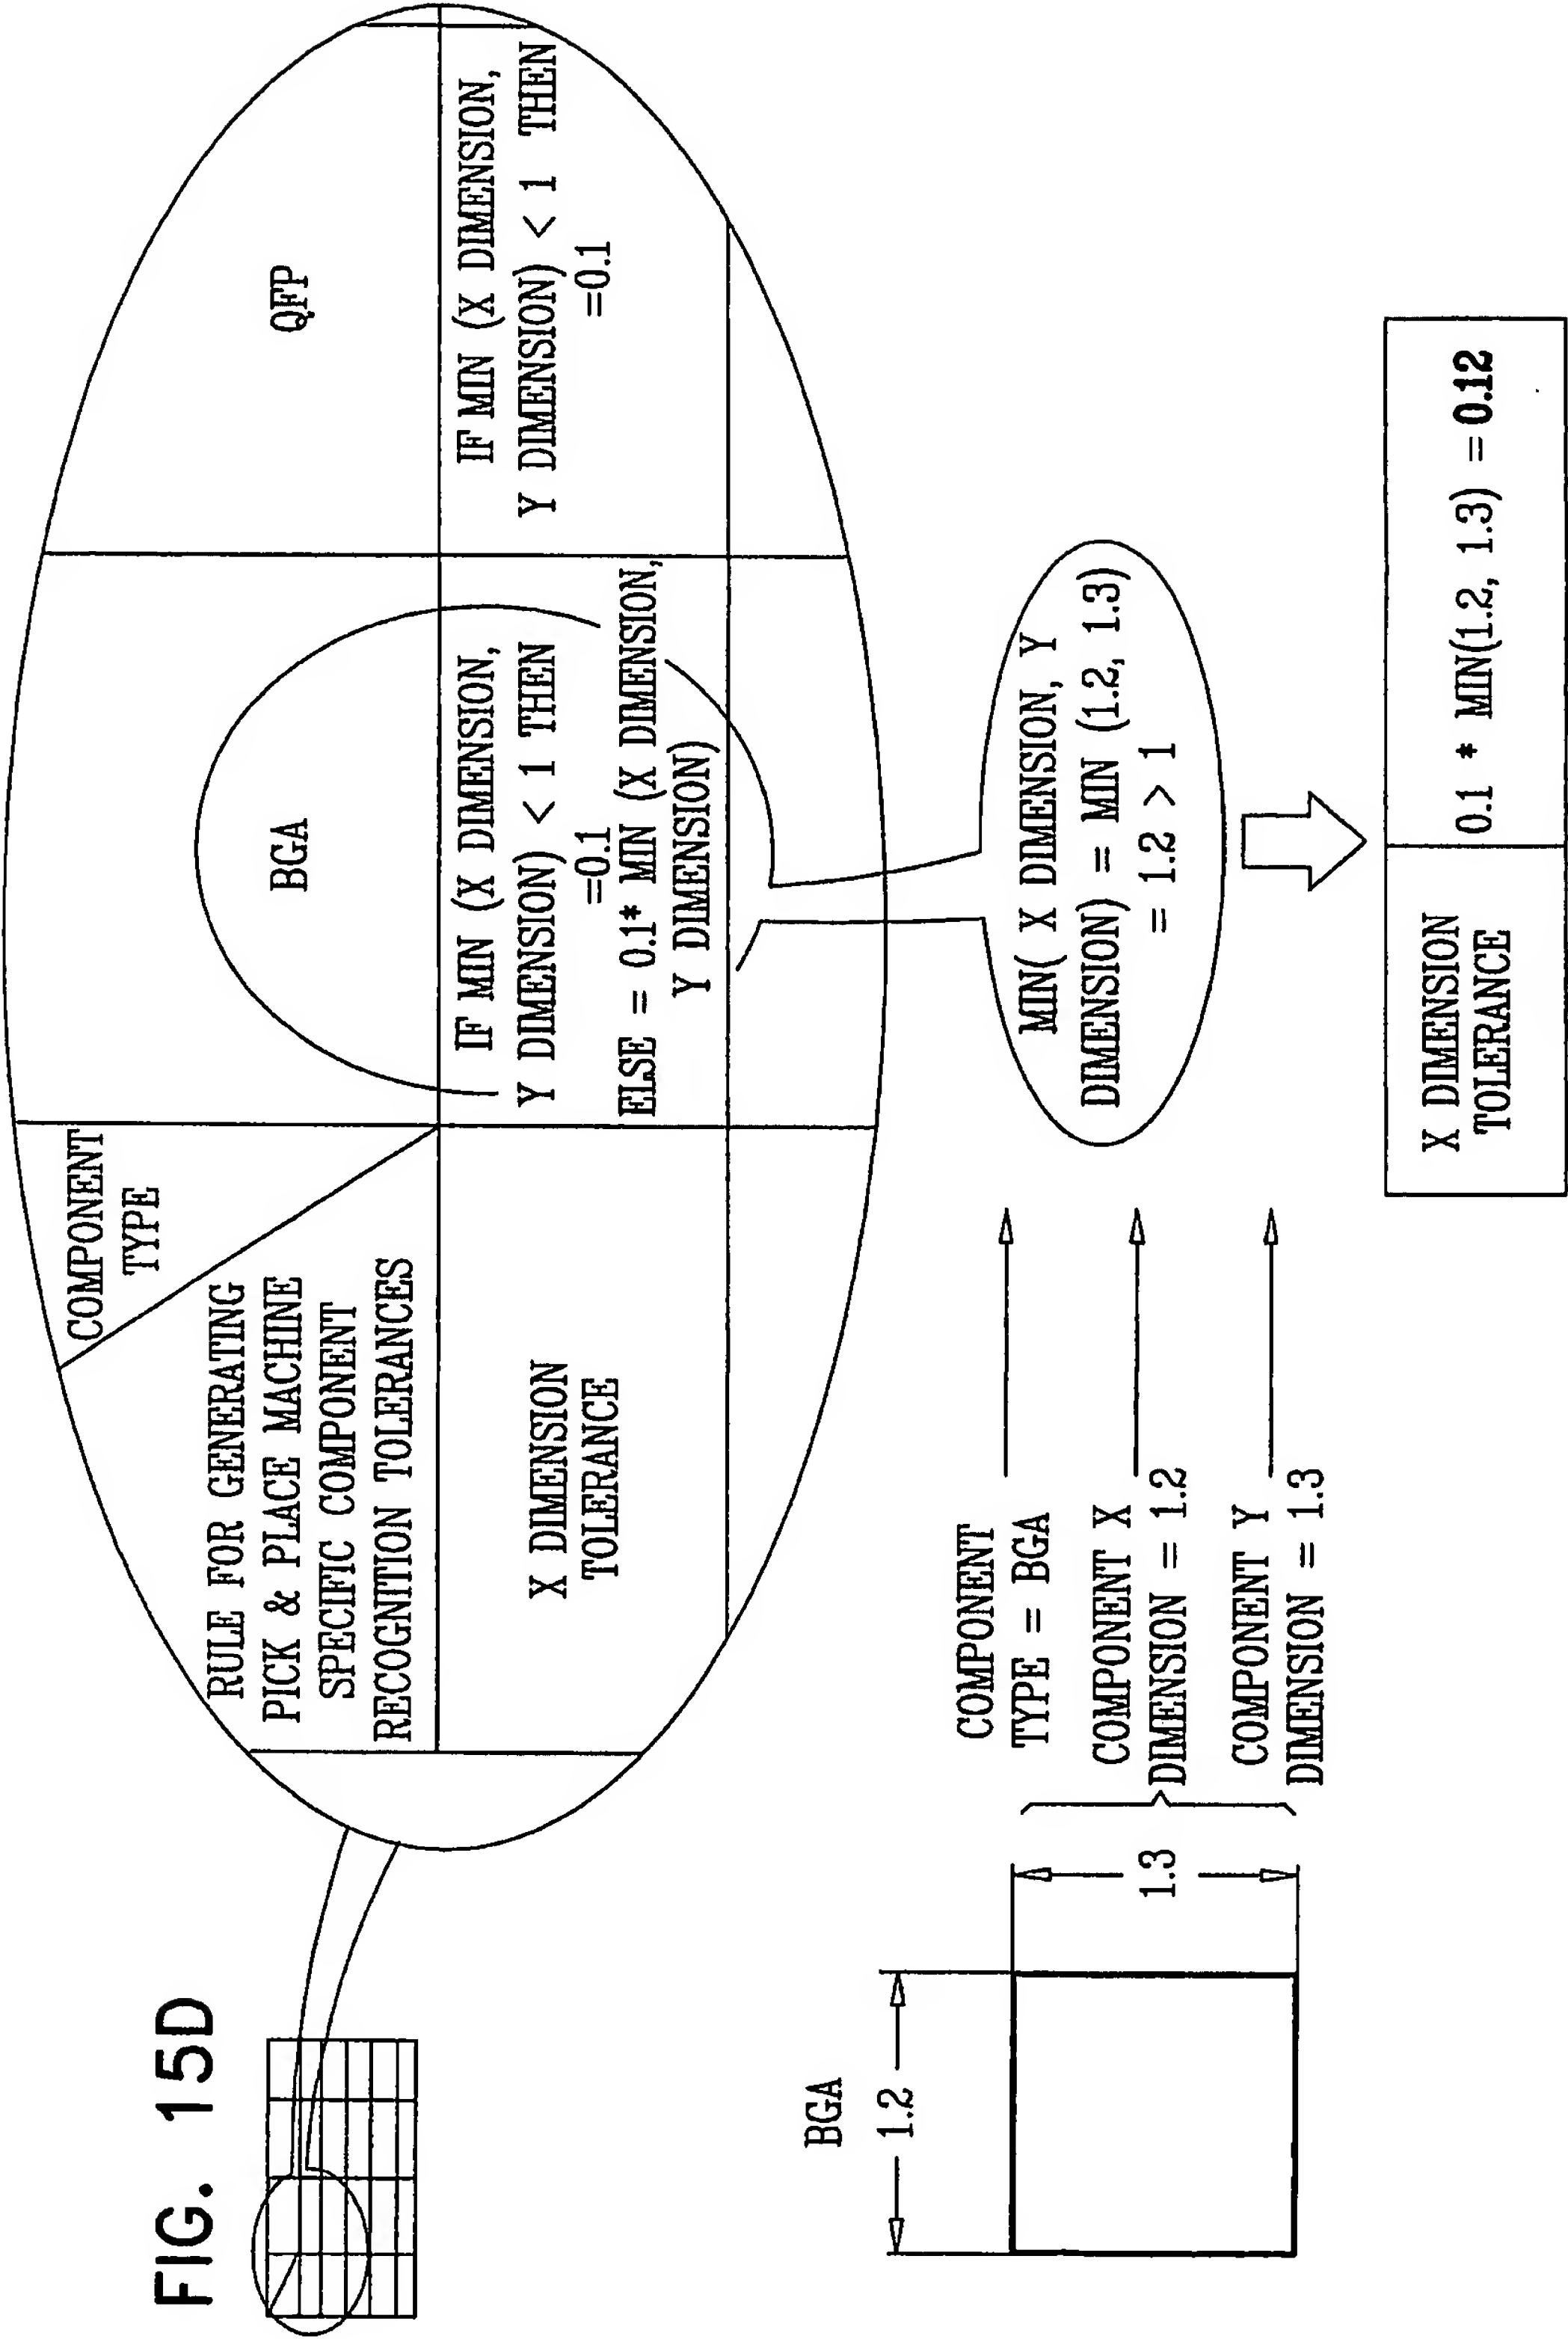 FIG. 15D
COMPONENT
TYPE
RULE FOR GENERATING
PICK & PLACE MACHINE
SPECIFIC COMPONENT
RECOGNITION TOLERANCES
BGA
QFP
X DIMENSION
TOLERANCE
IF MIN (X DIMENSION,
Y DIMENSION) < 1 THEN
=0.1
ELSE = 0.1* MIN (X DIMENSION,
Y DIMENSION)
IF MIN (X DIMENSION,
Y DIMENSION) < 1 THEN
=0.1
BGA
1.2
1.3
COMPONENT
TYPE = BGA
COMPONENT X
DIMENSION = 1.2
COMPONENT Y
DIMENSION = 1.3
MIN( X DIMENSION, Y
DIMENSION) = MIN (1.2, 1.3)
= 1.2 > 1
X DIMENSION
TOLERANCE
0.1 * MIN(1.2, 1.3) = 0.12